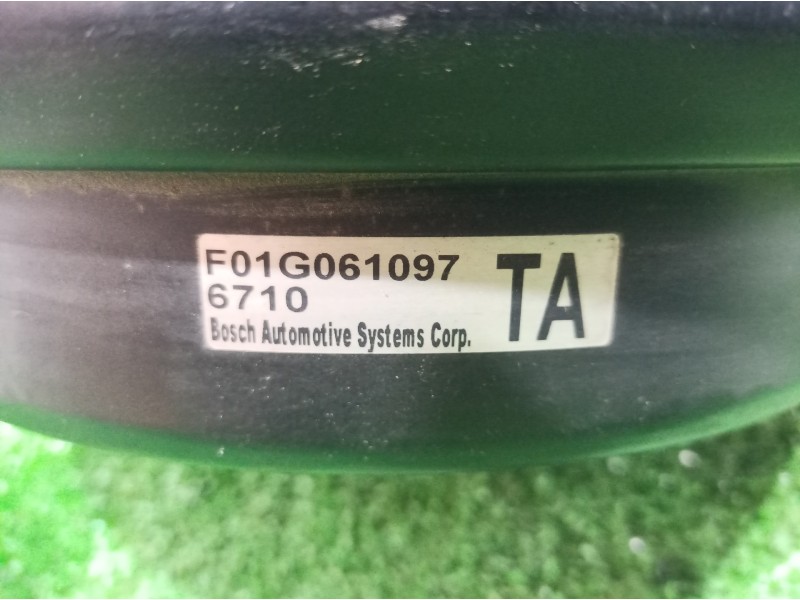 F01G061097
6710
Bosch Automotive Systems Corp.
TA